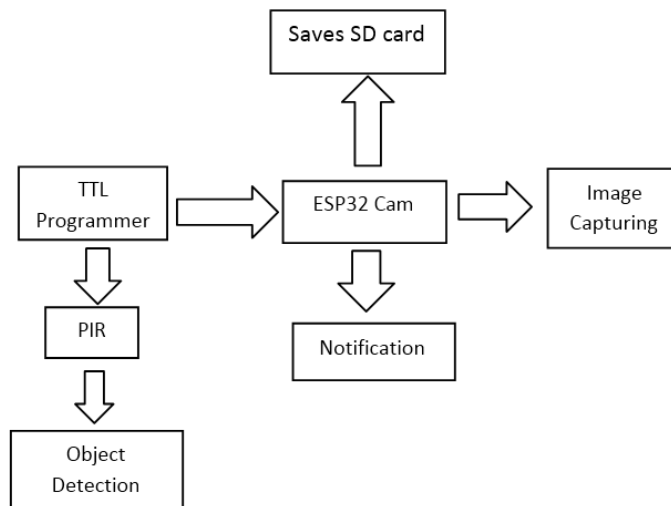 Saves SD card
TTL
Programmer
ESP32 Cam
Image
Capturing
PIR
Notification
Object
Detection